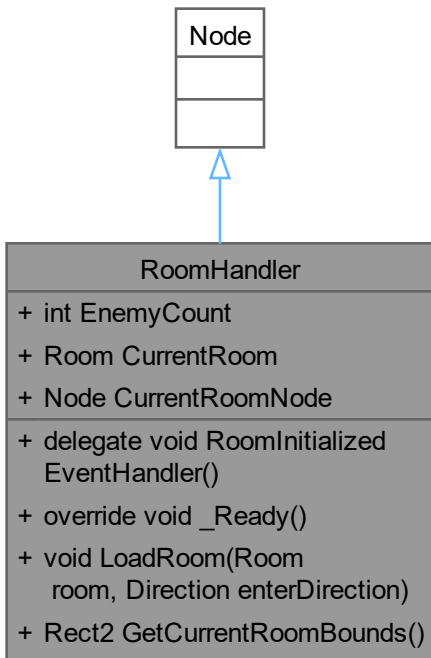 Node
RoomHandler
+ int EnemyCount
+ Room CurrentRoom
+ Node CurrentRoomNode
+ delegate void RoomInitialized
EventHandler()
+ override void _Ready()
+ void LoadRoom(Room
room, Direction enterDirection)
+ Rect2 GetCurrentRoomBounds()